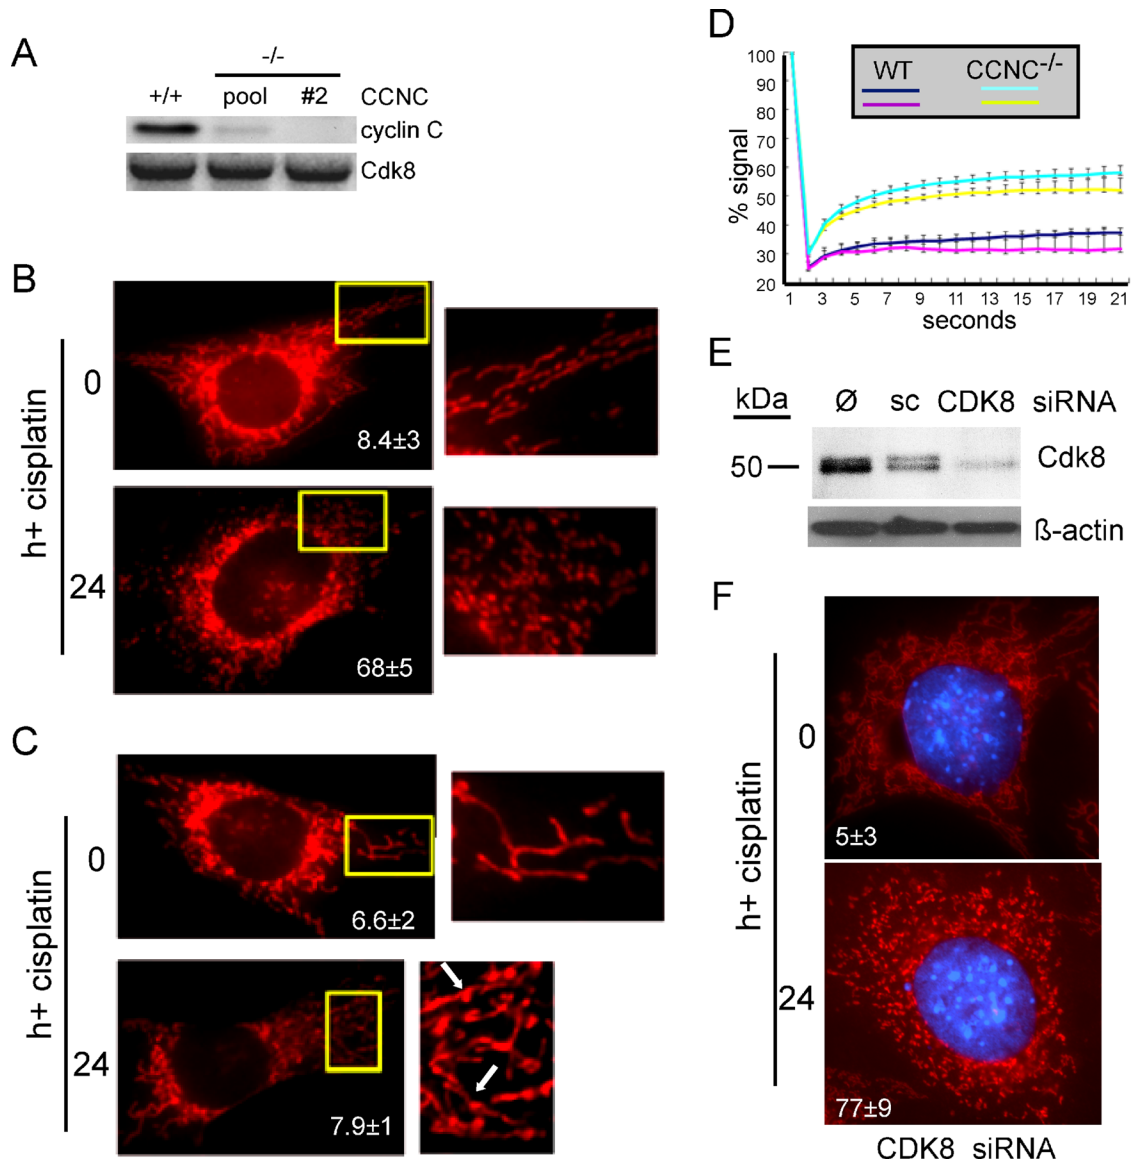 A
-/-
+/+ pool #2 CCNC
cyclin C
Cdk8
B
h+ cisplatin
0
8.4±3
24
68±5
C
h+ cisplatin
0
6.6±2
24
7.9±1
D
WT CCNC-/-
% signal
100
90
80
70
60
50
40
30
20
1 3 5 7 9 11 13 15 17 19 21
seconds
E
kDa Ø sc CDK8 siRNA
50 Cdk8
ß-actin
F
h+ cisplatin
0
5±3
24
77±9
CDK8 siRNA